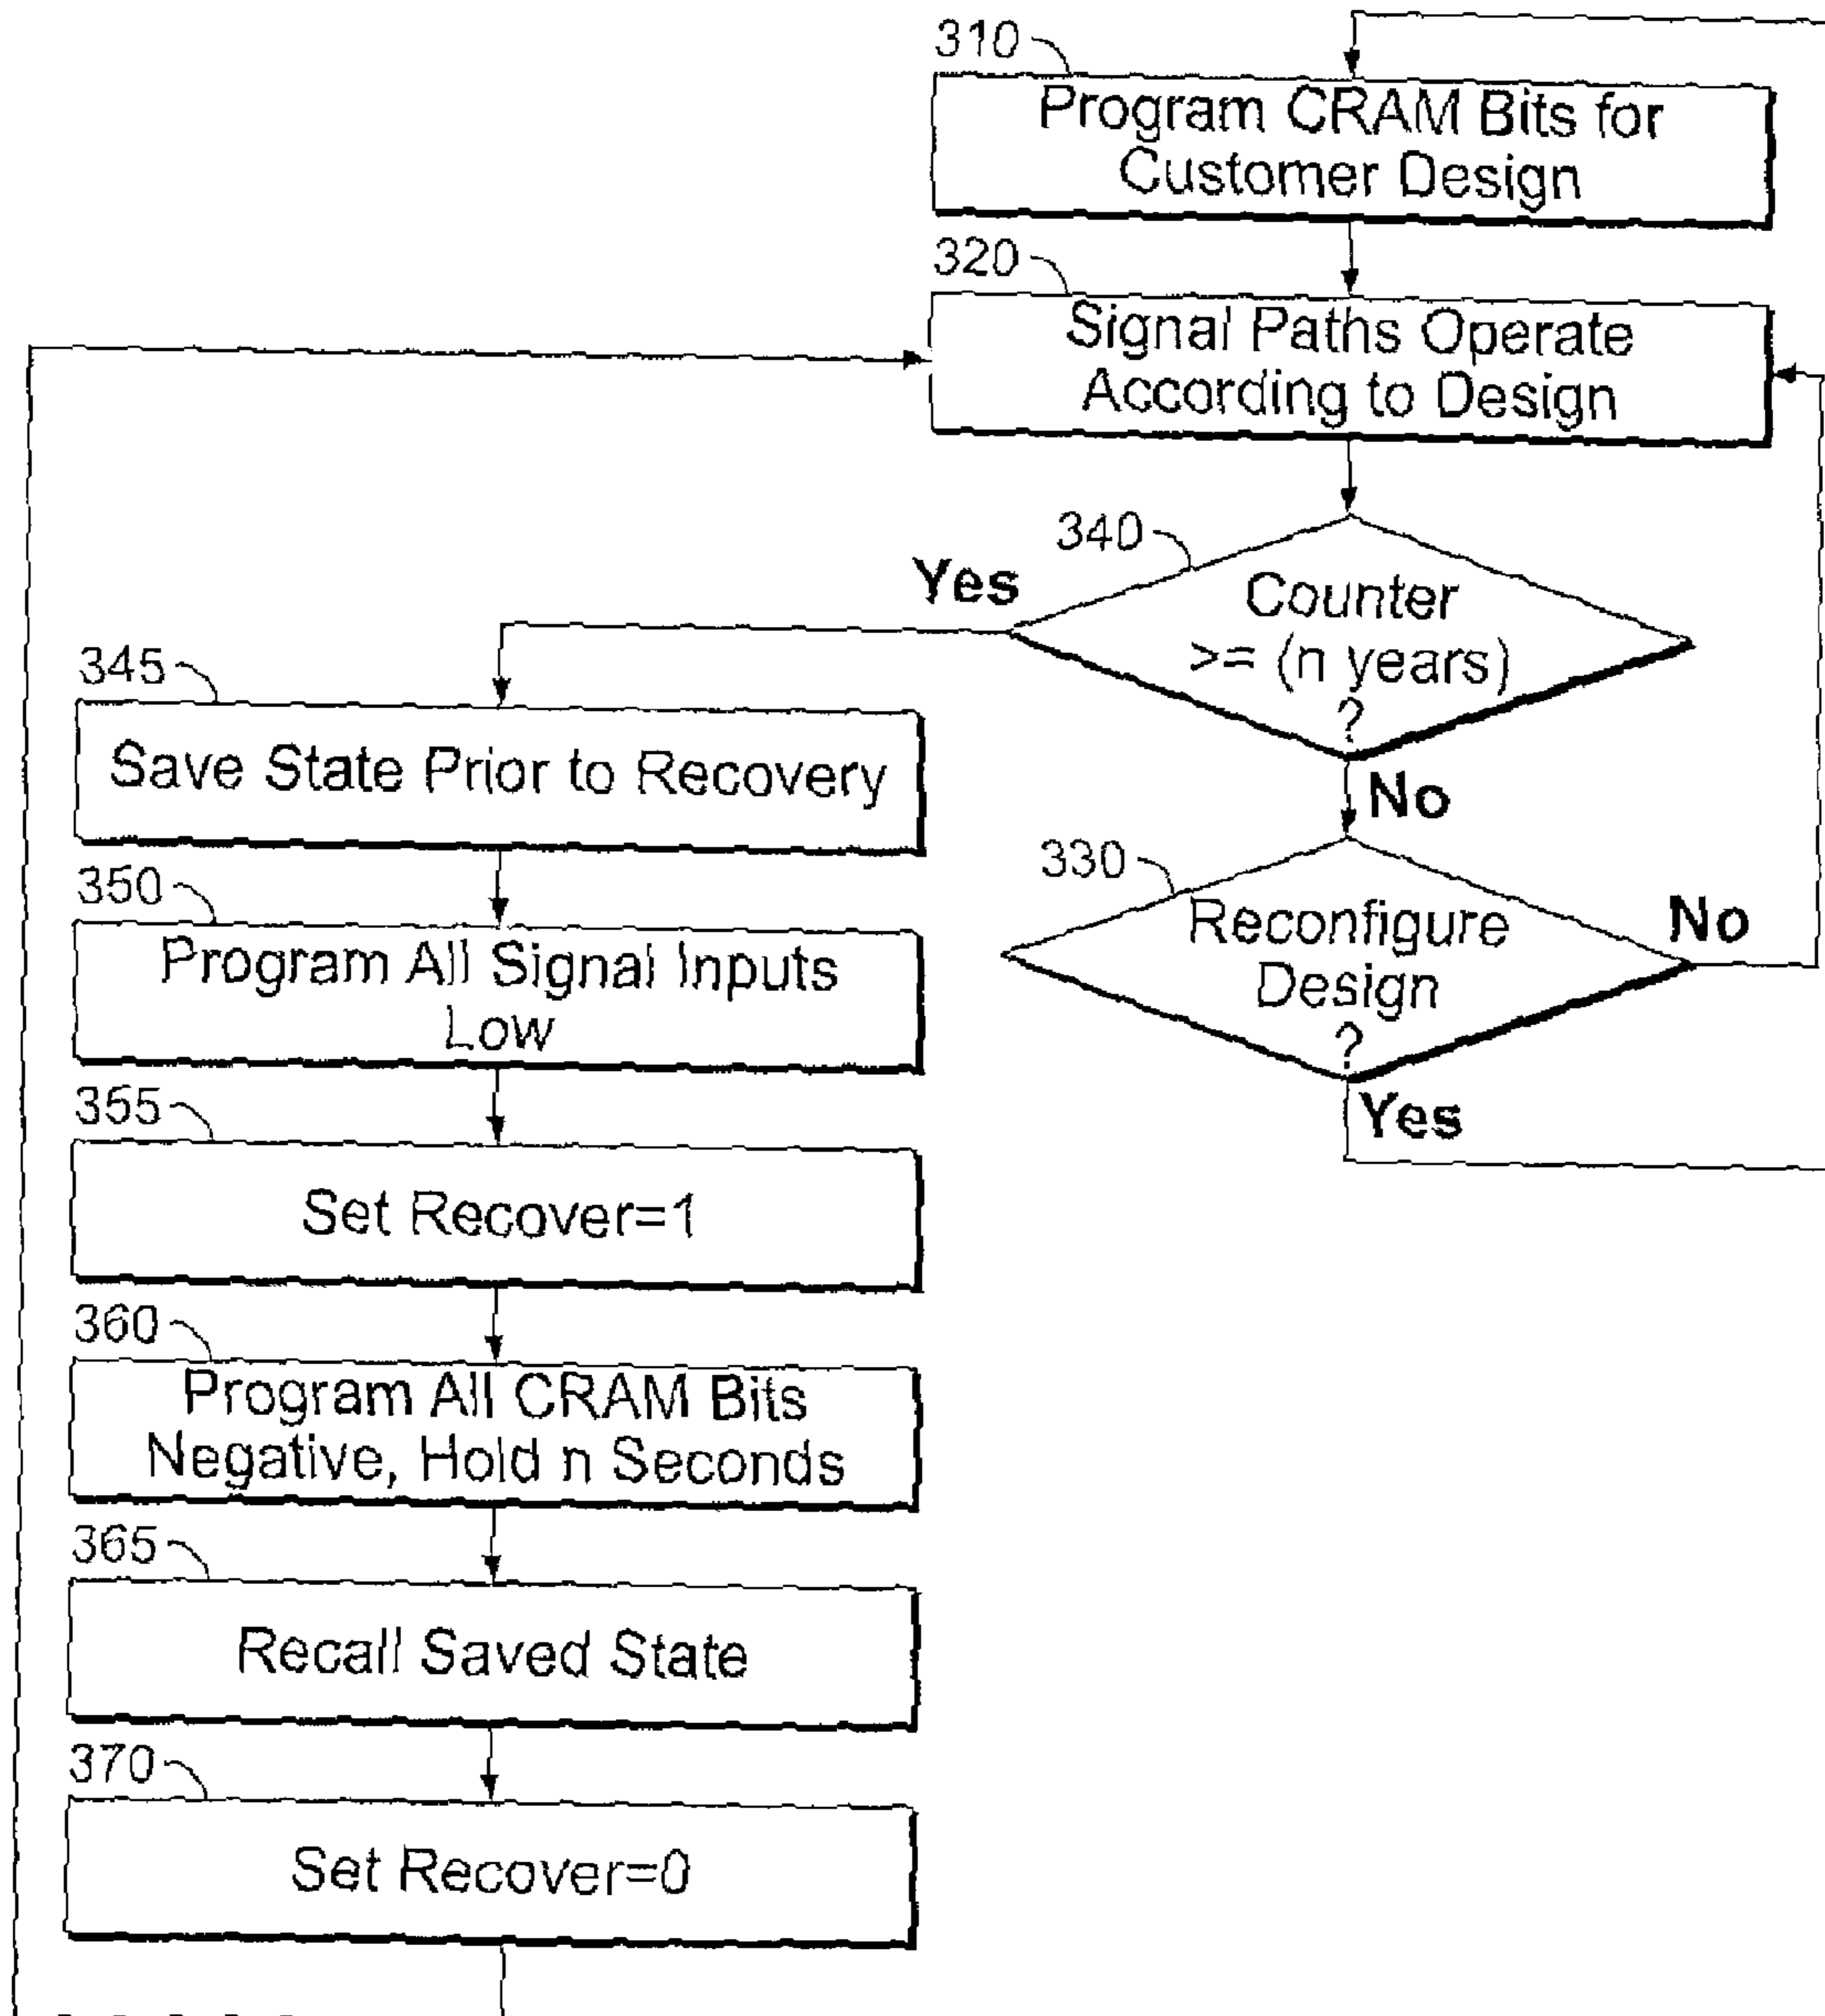 310
Program CRAM Bits for
Customer Design
320
Signal Paths Operate
According to Design
340
Counter
>= (n years)
?
Yes
No
330
Reconfigure
Design
?
No
Yes
345
Save State Prior to Recovery
350
Program All Signal Inputs
Low
355
Set Recover=1
360
Program All CRAM Bits
Negative, Hold n Seconds
365
Recall Saved State
370
Set Recover=0